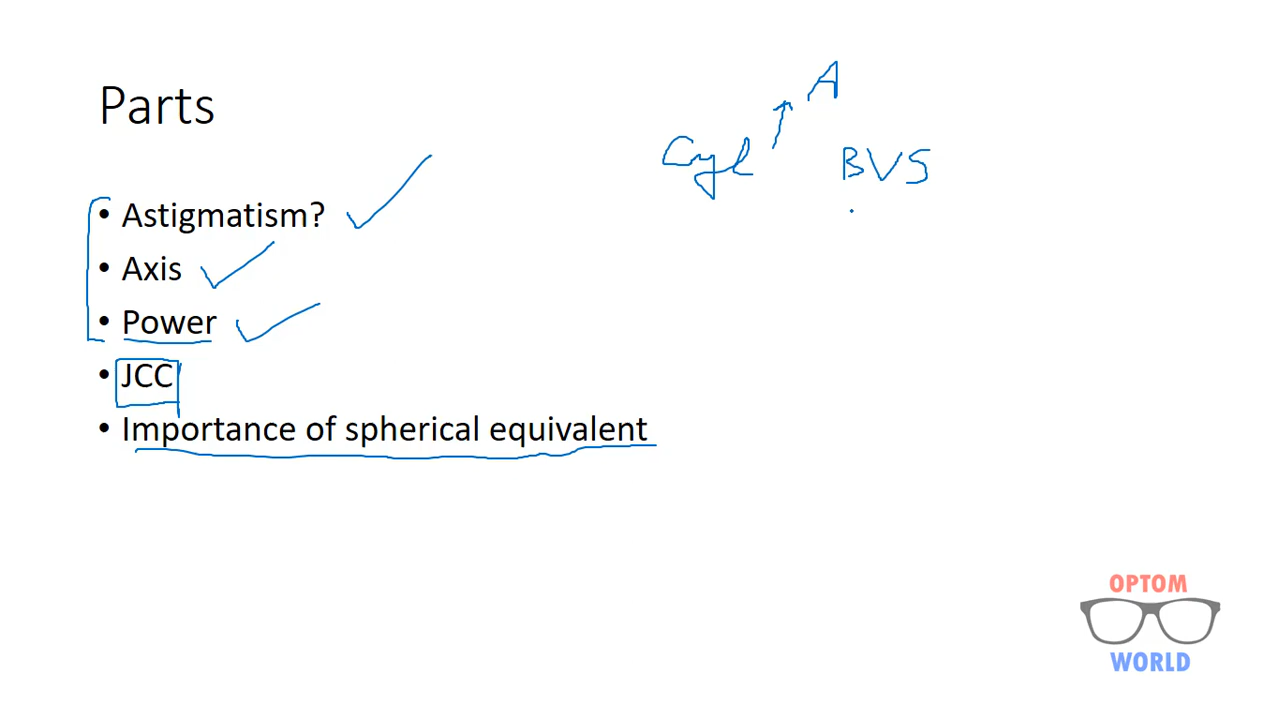 Parts
A
Cyl
BVS
• Astigmatism?
• Axis
• Power
• JCC
• Importance of spherical equivalent
OPTOM
WORLD